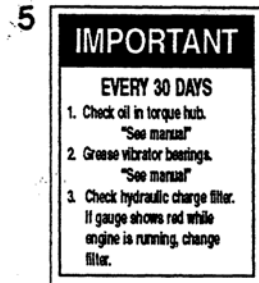 5
IMPORTANT
EVERY 30 DAYS
1. Check oil in torque hub.
"See manual"
2. Grease vibrator bearings.
"See manual"
3. Check hydraulic charge filter.
If gauge shows red while
engine is running, change
filter.